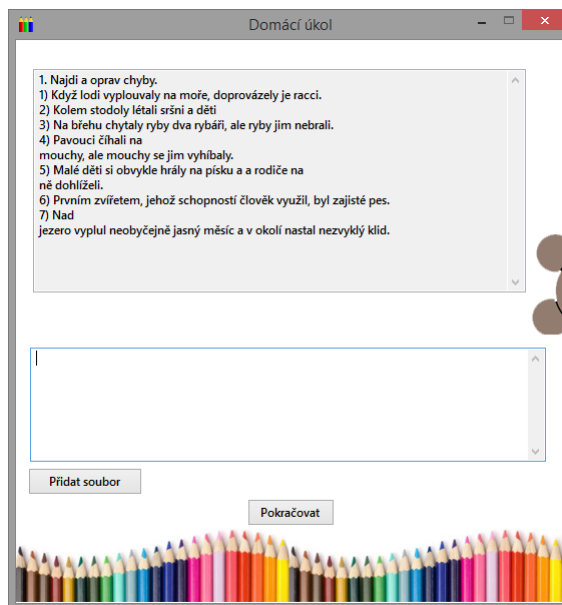 Domácí úkol
1. Najdi a oprav chyby.
1) Když lodi vyplouvaly na moře, doprovázely je racci.
2) Kolem stodoly létali sršni a děti
3) Na břehu chytaly ryby dva rybáři, ale ryby jim nebrali.
4) Pavouci číhali na
mouchy, ale mouchy se jim vyhíbaly.
5) Malé děti si obvykle hrály na písku a a rodiče na
ně dohlíželi.
6) Prvním zvířetem, jehož schopností člověk využil, byl zajisté pes.
7) Nad
jezero vyplul neobyčejně jasný měsíc a v okolí nastal nezvyklý klid.
Přidat soubor
Pokračovat